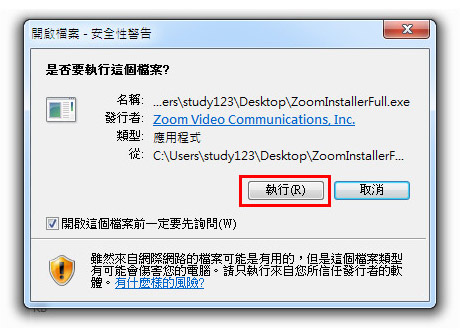 開啟檔案 - 安全性警告
是否要執行這個檔案?
名稱: ...ers\study123\Desktop\ZoomInstallerFull.exe
發行者: Zoom Video Communications, Inc.
類型: 應用程式
從: C:\Users\study123\Desktop\ZoomInstallerF...
執行(R) 取消
開啟這個檔案前一定要先詢問(W)
雖然來自網際網路的檔案可能是有用的，但是這個檔案類型
有可能會傷害您的電腦。請只執行來自您所信任發行者的軟
體。有什麼樣的風險?